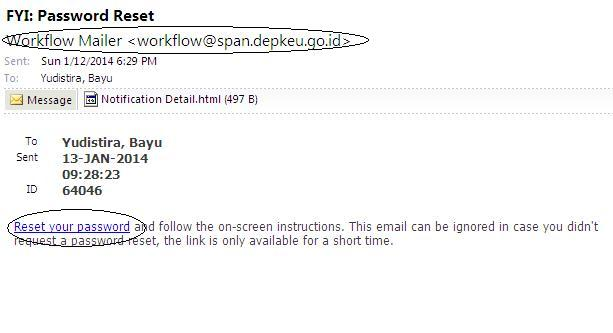 FYI: Password Reset
Workflow Mailer <workflow@span.depkeu.go.id>
Sent: Sun 1/12/2014 6:29 PM
To: Yudistira, Bayu
Message Notification Detail.html (497 B)
To Yudistira, Bayu
Sent 13-JAN-2014
09:28:23
ID 64046
Reset your password and follow the on-screen instructions. This email can be ignored in case you didn't
request a password reset, the link is only available for a short time.